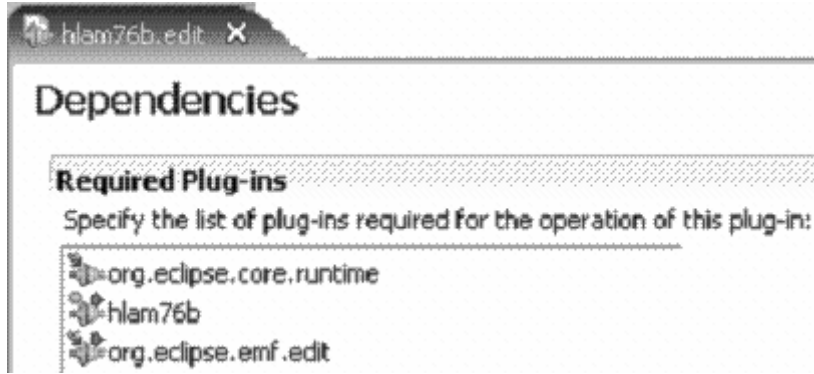 hlam76b.edit
Dependencies
Required Plug-ins
Specify the list of plug-ins required for the operation of this plug-in:
org.eclipse.core.runtime
hlam76b
org.eclipse.emf.edit